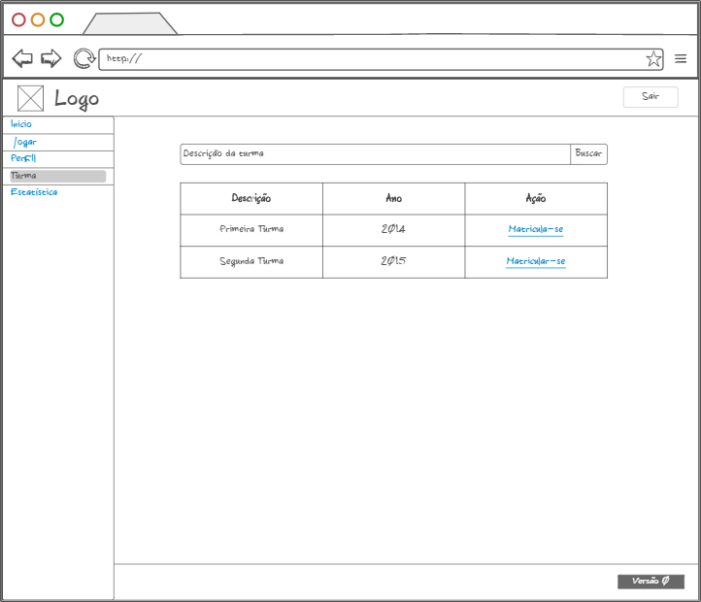 http://
Logo
Sair
Início
Jogar
Perfil
Turma
Estatística
Descrição da turma
Buscar
Descrição Ano Ação
Primeira Turma 2014 Matricula-se
Segunda Turma 2015 Matricular-se
Versão 0